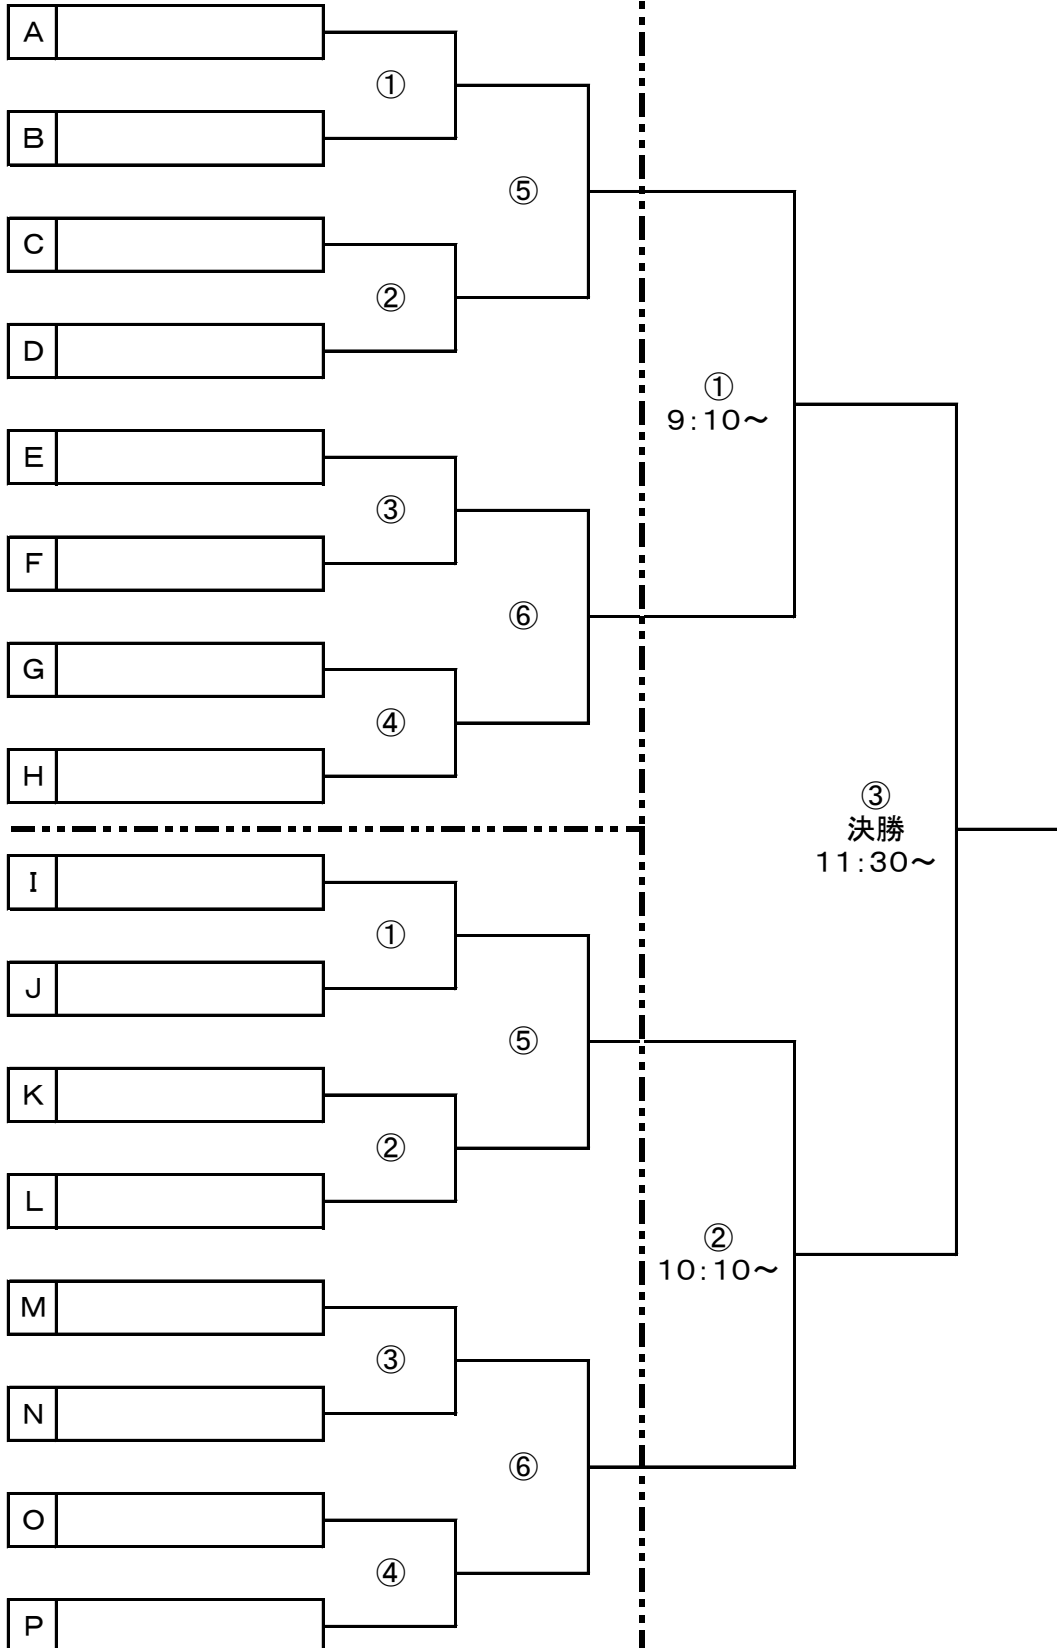 A
①
B
⑤
C
②
D
①
9:10～
E
③
F
⑥
G
④
H
③
決勝
11:30～
I
①
J
⑤
K
②
L
②
10:10～
M
③
N
⑥
O
④
P